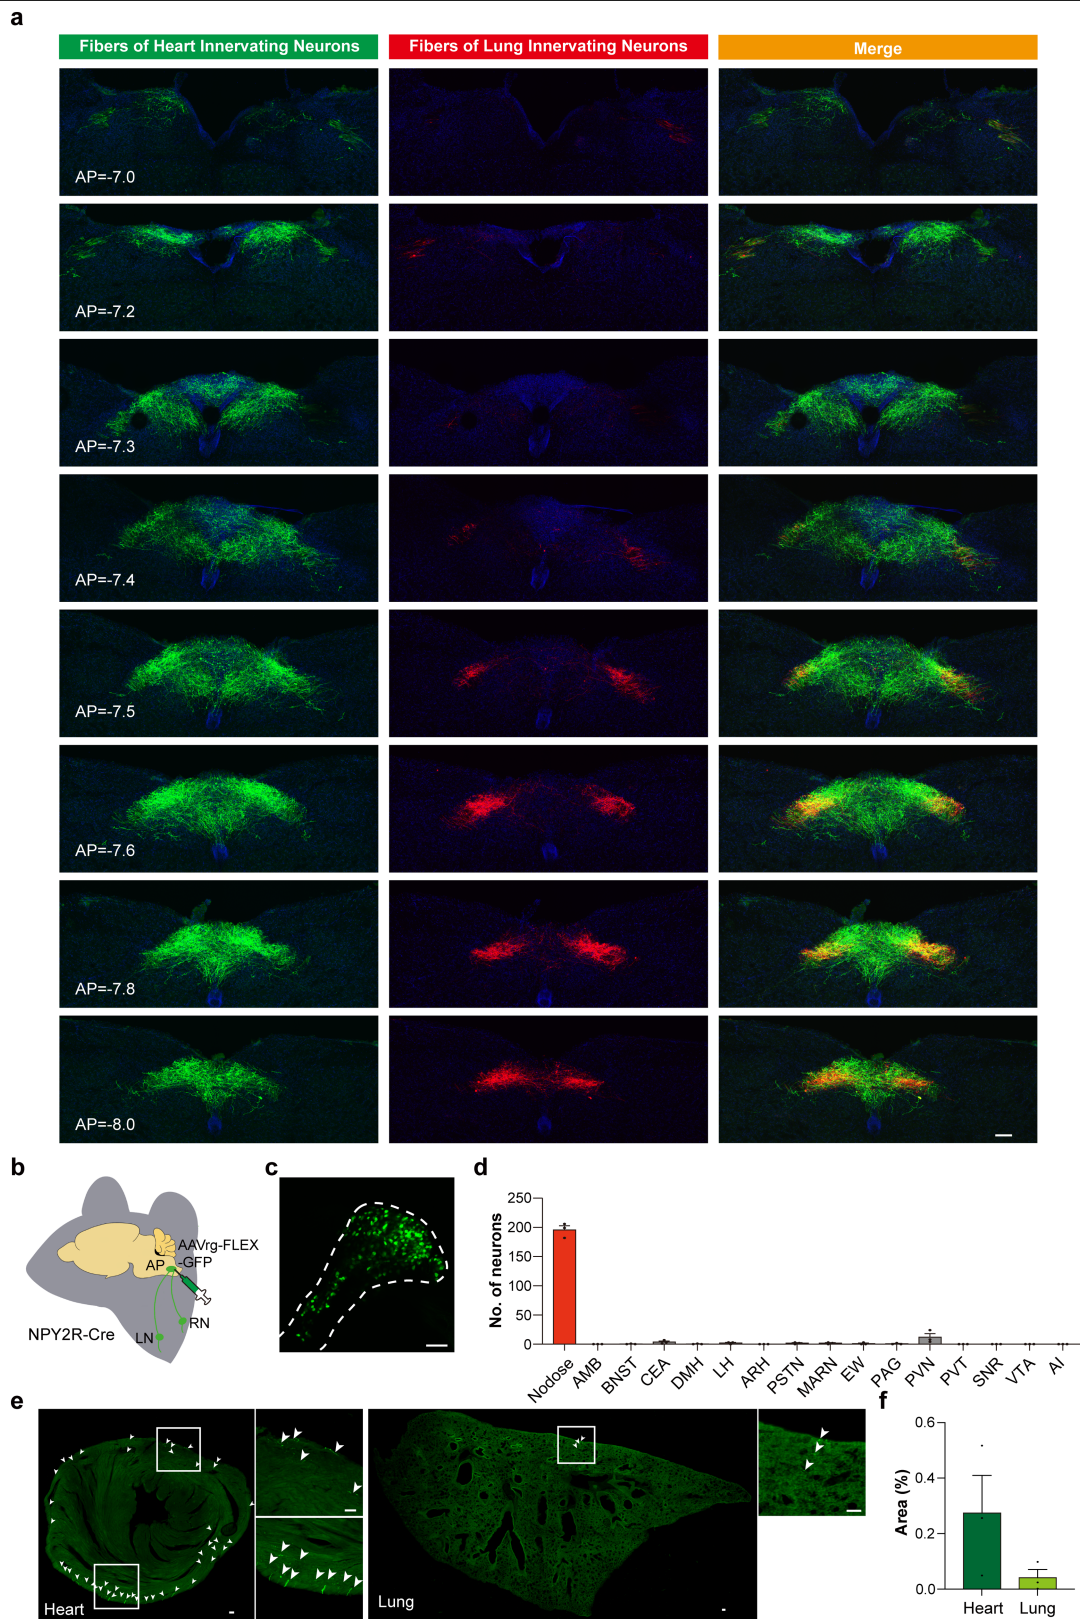 a
Fibers of Heart Innervating Neurons
Fibers of Lung Innervating Neurons
Merge
AP=-7.0
AP=-7.2
AP=-7.3
AP=-7.4
AP=-7.5
AP=-7.6
AP=-7.8
AP=-8.0
b
AAVrg-FLEX
-GFP
AP
NPY2R-Cre
LN
RN
c
d
No. of neurons
250
200
150
100
50
0
Nodose
AMB
BNST
CEA
DMH
LH
ARH
PSTN
MARN
EW
PAG
PVN
PVT
SNR
VTA
AI
e
Heart
Lung
f
Area (%)
0.6
0.4
0.2
0.0
Heart
Lung